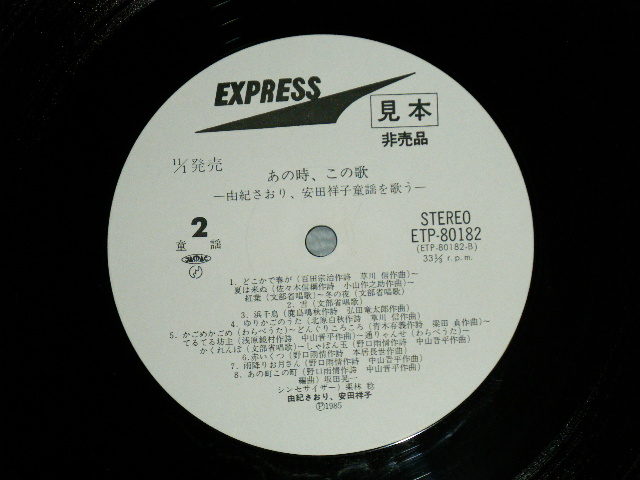 EXPRESS
見本
非売品
11/1発売
あの時、この歌
―由紀さおり、安田祥子童謡を歌う―
2
童 謡
STEREO
ETP-80182
(ETP-80182-B)
33⅓ r.p.m.
1. どこかで春が(百田宗治作詩 草川 信作曲)~
夏は来ぬ(佐々木信綱作詩 小山作之助作曲)~
紅葉(文部省唱歌)~冬の夜(文部省唱歌)
2. 雪(文部省唱歌)
3. 浜千鳥(鹿島鳴秋作詩 弘田竜太郎作曲)
4. ゆりかごのうた(北原白秋作詩 草川 信作曲)
5. かごめかごめ(わらべうた)~どんぐりころころ(青木存義作詩 梁田 貞作曲)~
てるてる坊主(浅原鏡村作詩 中山晋平作曲)~通りゃんせ(わらべうた)~
かくれんぼ(文部省唱歌)~しゃぼん玉(野口雨情作詩 中山晋平作曲)
6. 赤いくつ(野口雨情作詩 本居長世作曲)
7. 雨降りお月さん(野口雨情作詩 中山晋平作曲)
8. あの町この町(野口雨情作詩 中山晋平作曲)
編曲)坂田晃一
シンセサイザー)栗林 稔
由紀さおり、安田祥子
Ⓟ1985